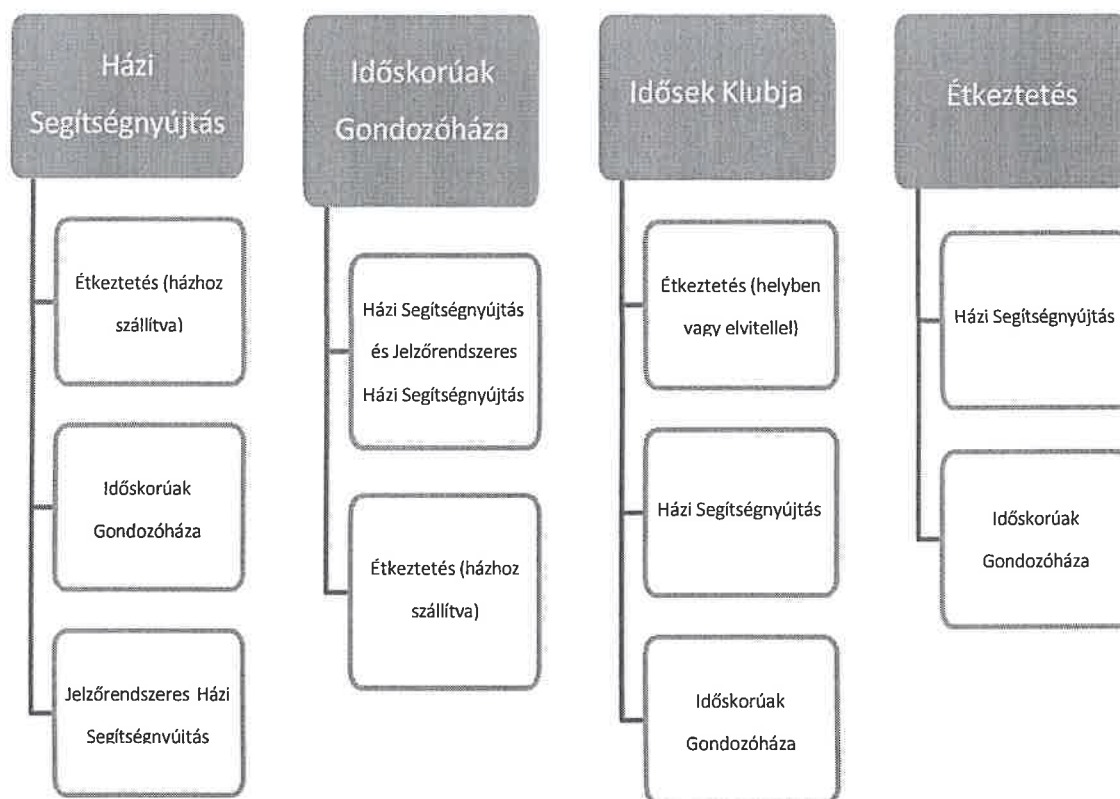 Házi
Segítségnyújtás
Étkeztetés (házhoz
szállítva)
Időskorúak
Gondozóháza
Jelzőrendszeres Házi
Segítségnyújtás
Időskorúak
Gondozóháza
Házi Segítségnyújtás
és Jelzőrendszeres
Házi Segítségnyújtás
Étkeztetés (házhoz
szállítva)
Idősek Klubja
Étkeztetés (helyben
vagy elvitellel)
Házi Segítségnyújtás
Időskorúak
Gondozóháza
Étkeztetés
Házi Segítségnyújtás
Időskorúak
Gondozóháza